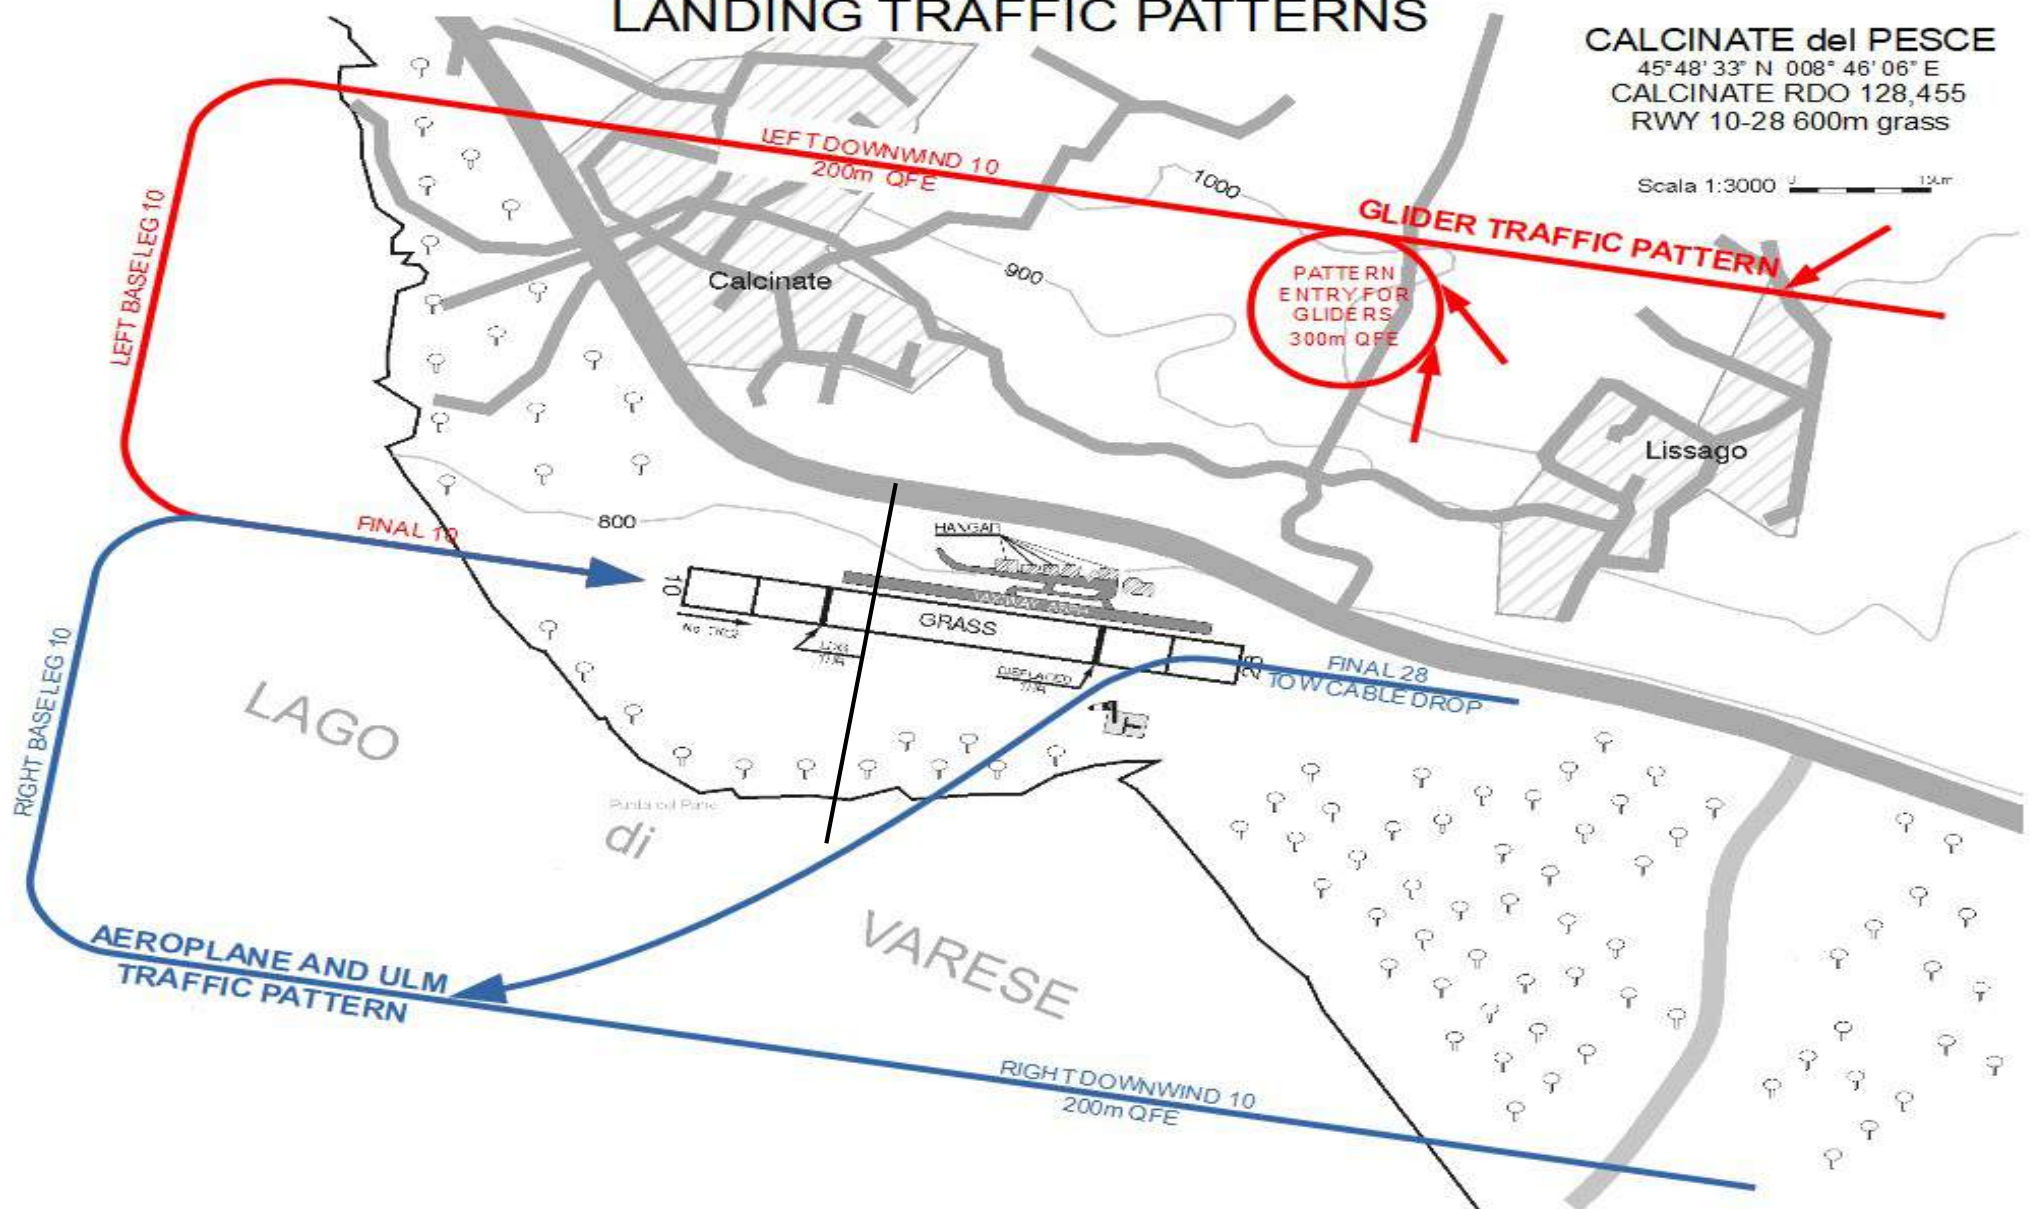 LANDING TRAFFIC PATTERNS
CALCINATE del PESCE
45°48'33" N 008° 46' 06" E
CALCINATE RDO 128,455
RWY 10-28 600m grass
Scala 1:3000
LEFT DOWNWIND 10
200m QFE
1000
GLIDER TRAFFIC PATTERN
PATTERN
ENTRY FOR
GLIDERS
300m QFE
LEFT BASE LEG 10
Calcinate
900
Lissago
800
FINAL 10
HANGAR
10
GRASS
DISPLACED
28
FINAL 28
TOW CABLE DROP
RIGHT BASE LEG 10
LAGO
di
VARESE
AEROPLANE AND ULM
TRAFFIC PATTERN
RIGHT DOWNWIND 10
200m QFE